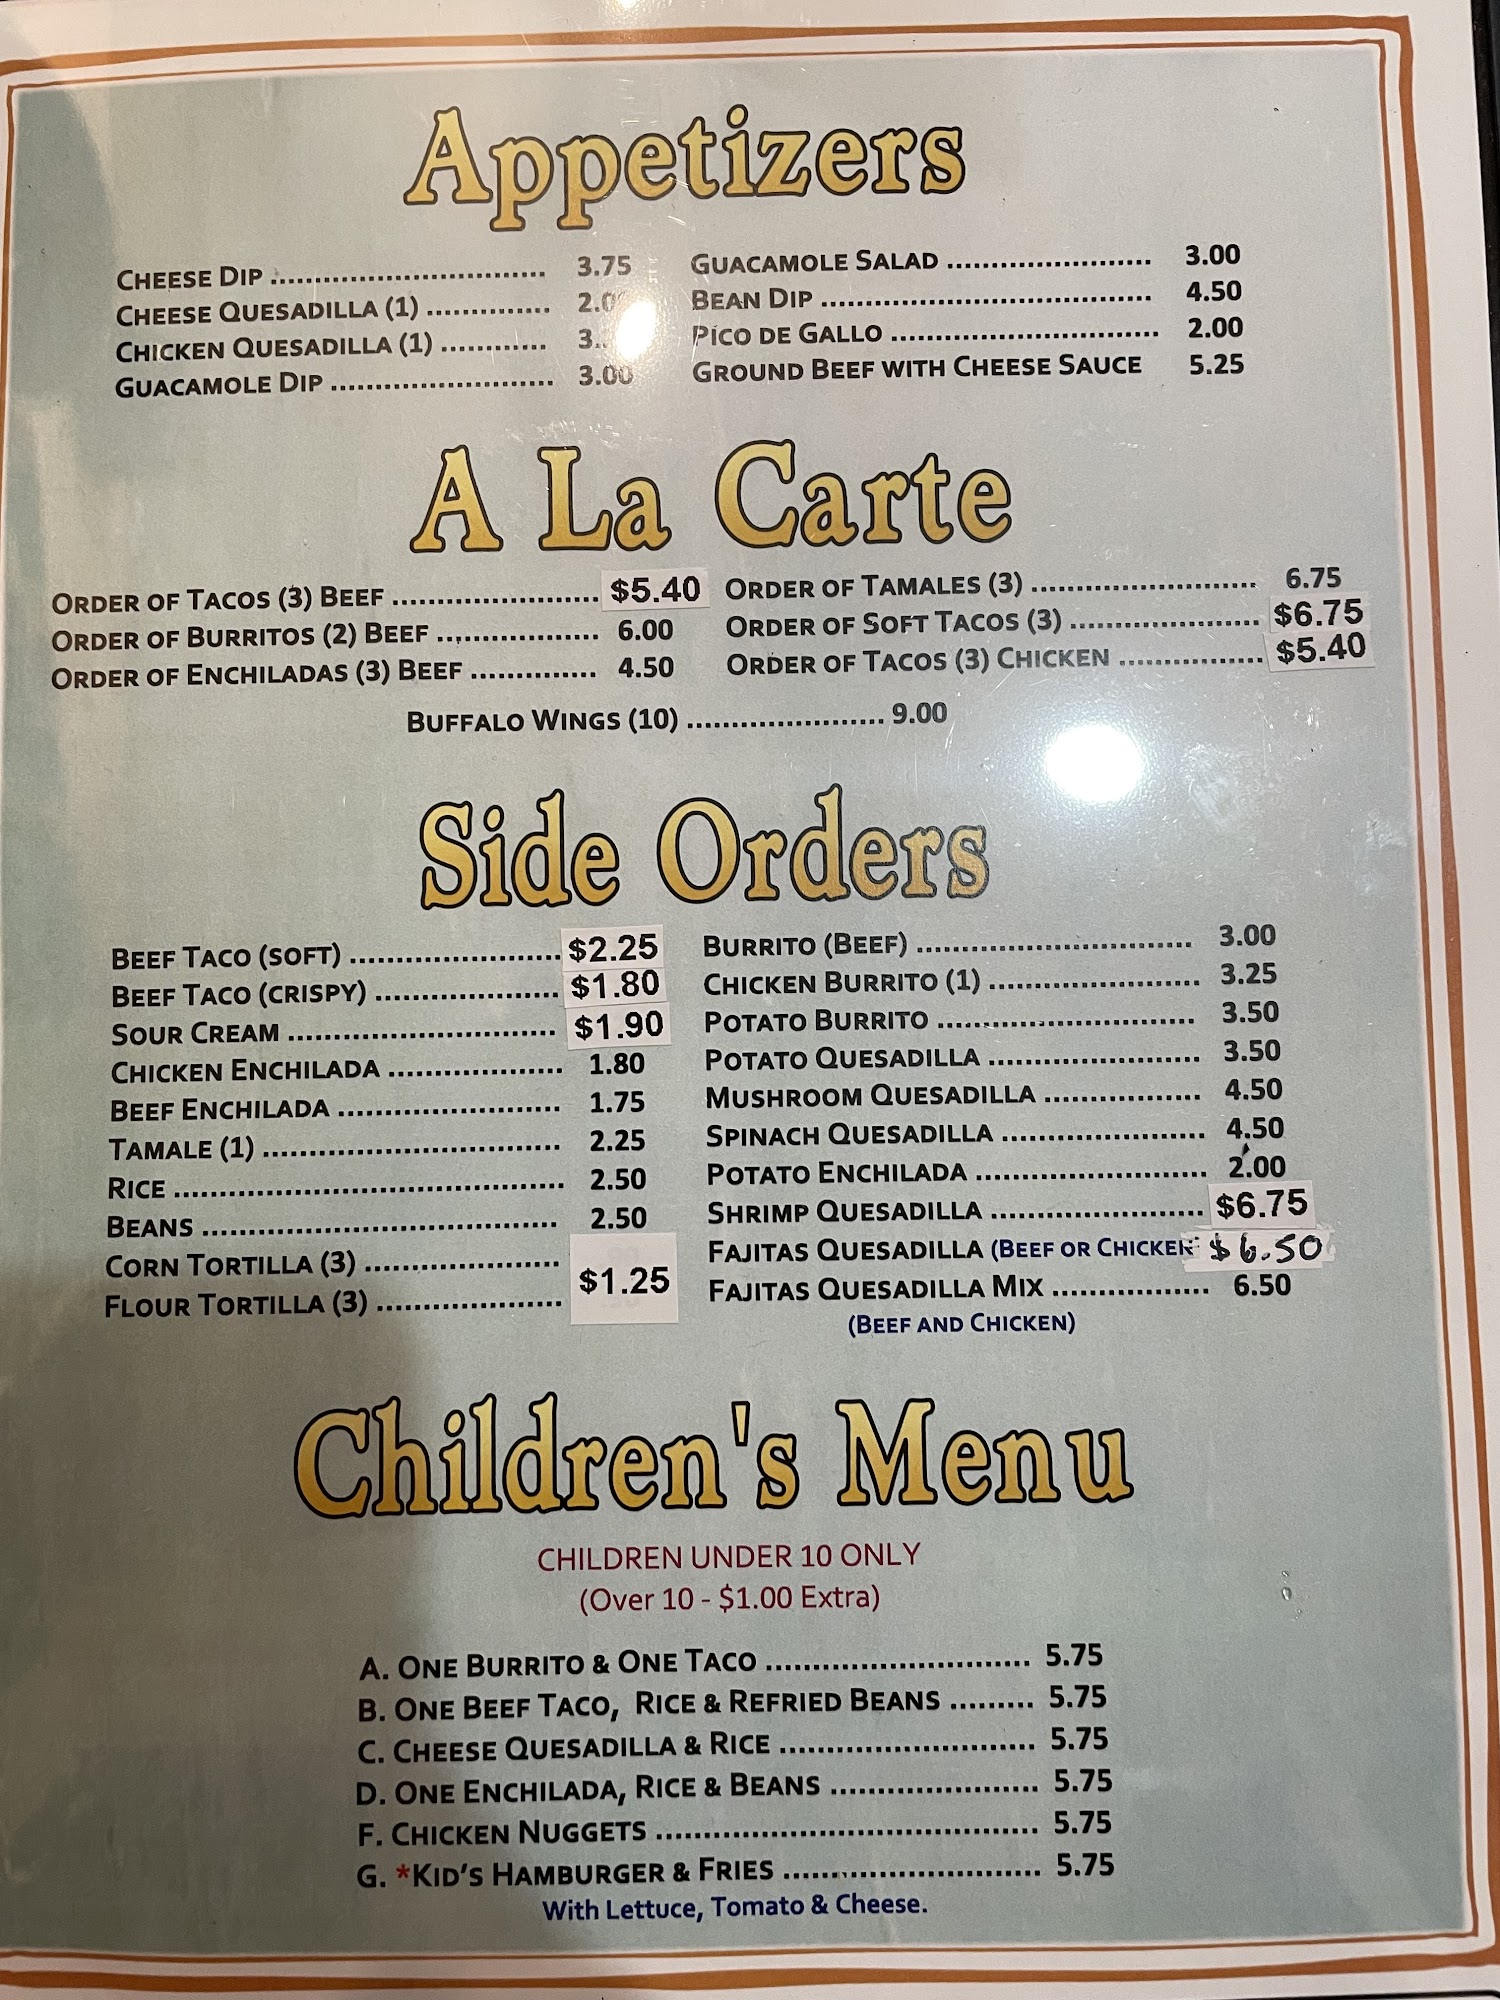 Appetizers
Cheese Dip ............................... 3.75
Cheese Quesadilla (1) ..............
Chicken Quesadilla (1) ............
Guacamole Dip ......................... 3.00
Guacamole Salad ....................... 3.00
Bean Dip ..................................... 4.50
Pico de Gallo .............................. 2.00
Ground Beef with Cheese Sauce 5.25
A La Carte
Order of Tacos (3) Beef ....................... $5.40
Order of Burritos (2) Beef .................. 6.00
Order of Enchiladas (3) Beef .............. 4.50
Order of Tamales (3) ......................... 6.75
Order of Soft Tacos (3) ..................... $6.75
Order of Tacos (3) Chicken ................ $5.40
Buffalo Wings (10) ...................... 9.00
Side Orders
Beef Taco (soft) ........................ $2.25
Beef Taco (crispy) .................... $1.80
Sour Cream .............................. $1.90
Chicken Enchilada ................... 1.80
Beef Enchilada ......................... 1.75
Tamale (1) ................................. 2.25
Rice ........................................... 2.50
Beans ........................................ 2.50
Corn Tortilla (3) ......................
Flour Tortilla (3) .....................
$1.25
Burrito (Beef) ............................... 3.00
Chicken Burrito (1) ........................ 3.25
Potato Burrito ............................. 3.50
Potato Quesadilla ........................ 3.50
Mushroom Quesadilla .................. 4.50
Spinach Quesadilla ....................... 4.50
Potato Enchilada .......................... 2.00
Shrimp Quesadilla ........................ $6.75
Fajitas Quesadilla (Beef or Chicken $6.50
Fajitas Quesadilla Mix .................. 6.50
(Beef and Chicken)
Children's Menu
CHILDREN UNDER 10 ONLY
(Over 10 - $1.00 Extra)
A. One Burrito & One Taco ............................ 5.75
B. One Beef Taco, Rice & Refried Beans ......... 5.75
C. Cheese Quesadilla & Rice ........................... 5.75
D. One Enchilada, Rice & Beans ...................... 5.75
F. Chicken Nuggets ........................................ 5.75
G. *Kid's Hamburger & Fries ........................... 5.75
With Lettuce, Tomato & Cheese.